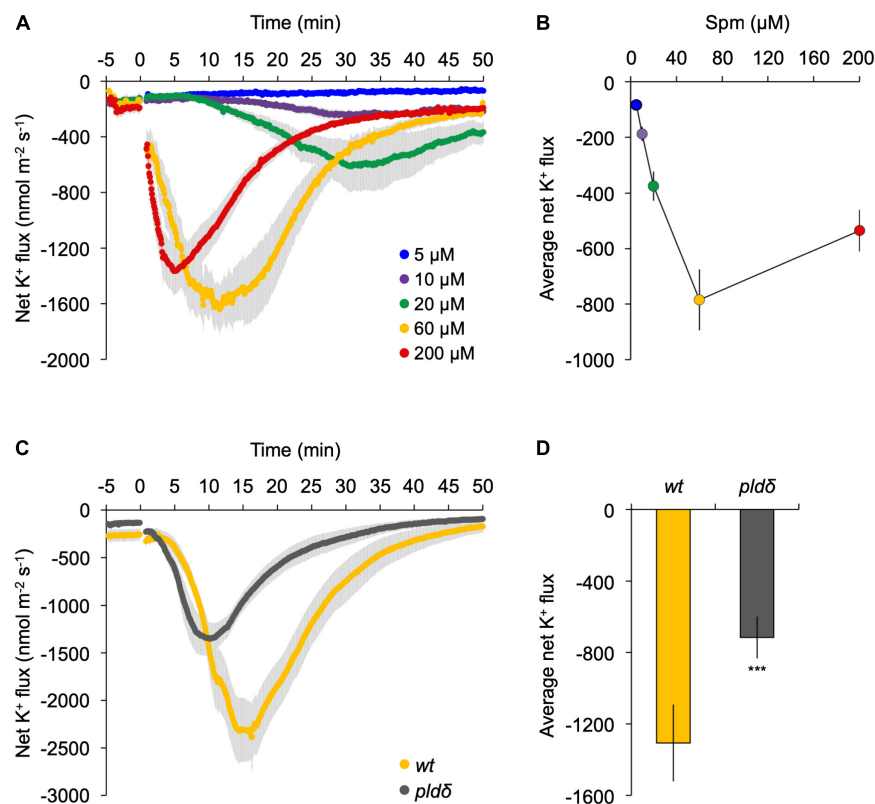 A
Time (min)
-5 0 5 10 15 20 25 30 35 40 45 50
Net K⁺ flux (nmol m⁻² s⁻¹)
0
-400
-800
-1200
-1600
-2000
5 μM
10 μM
20 μM
60 μM
200 μM
B
Spm (μM)
0 40 80 120 160 200
Average net K⁺ flux
0
-200
-400
-600
-800
-1000
C
Time (min)
-5 0 5 10 15 20 25 30 35 40 45 50
Net K⁺ flux (nmol m⁻² s⁻¹)
0
-500
-1000
-1500
-2000
-2500
-3000
wt
pldδ
D
wt pldδ
Average net K⁺ flux
0
-400
-800
-1200
-1600
***